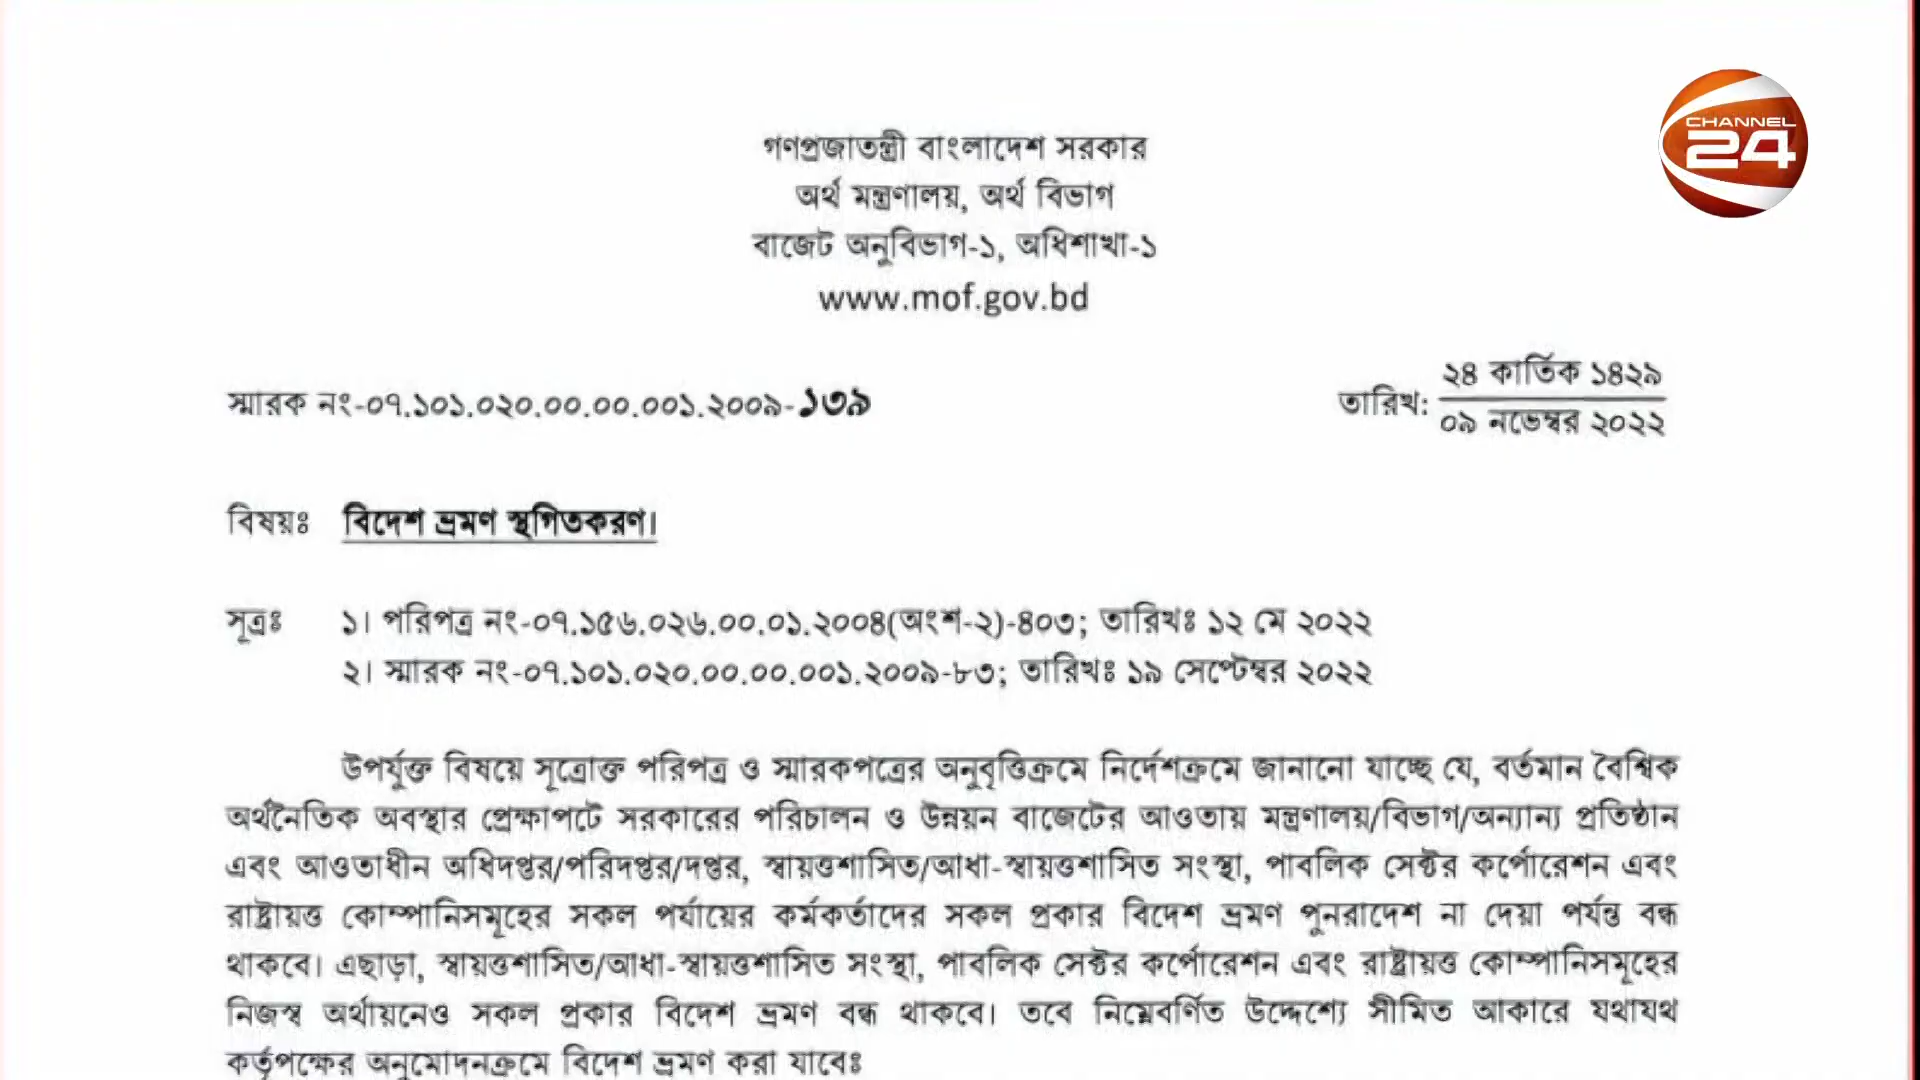 গণপ্রজাতন্ত্রী বাংলাদেশ সরকার
অর্থ মন্ত্রণালয়, অর্থ বিভাগ
বাজেট অনুবিভাগ-১, অধিশাখা-১
www.mof.gov.bd
CHANNEL
24
স্মারক নং-০৭.১০১.০২০.০০.০০.০০১.২০০৯-১৩৯
তারিখ: ২৪ কার্তিক ১৪২৯
০৯ নভেম্বর ২০২২
বিষয়ঃ বিদেশ ভ্রমণ স্থগিতকরণ।
সূত্রঃ ১। পরিপত্র নং-০৭.১৫৬.০২৬.০০.০১.২০০৪(অংশ-২)-৪০৩; তারিখঃ ১২ মে ২০২২
২। স্মারক নং-০৭.১০১.০২০.০০.০০.০০১.২০০৯-৮৩; তারিখঃ ১৯ সেপ্টেম্বর ২০২২
উপর্যুক্ত বিষয়ে সূত্রোক্ত পরিপত্র ও স্মারকপত্রের অনুবৃত্তিক্রমে নির্দেশক্রমে জানানো যাচ্ছে যে, বর্তমান বৈশ্বিক
অর্থনৈতিক অবস্থার প্রেক্ষাপটে সরকারের পরিচালন ও উন্নয়ন বাজেটের আওতায় মন্ত্রণালয়/বিভাগ/অন্যান্য প্রতিষ্ঠান
এবং আওতাধীন অধিদপ্তর/পরিদপ্তর/দপ্তর, স্বায়ত্তশাসিত/আধা-স্বায়ত্তশাসিত সংস্থা, পাবলিক সেক্টর কর্পোরেশন এবং
রাষ্ট্রায়ত্ত কোম্পানিসমূহের সকল পর্যায়ের কর্মকর্তাদের সকল প্রকার বিদেশ ভ্রমণ পুনরাদেশ না দেয়া পর্যন্ত বন্ধ
থাকবে। এছাড়া, স্বায়ত্তশাসিত/আধা-স্বায়ত্তশাসিত সংস্থা, পাবলিক সেক্টর কর্পোরেশন এবং রাষ্ট্রায়ত্ত কোম্পানিসমূহের
নিজস্ব অর্থায়নেও সকল প্রকার বিদেশ ভ্রমণ বন্ধ থাকবে। তবে নিম্নেবর্ণিত উদ্দেশ্যে সীমিত আকারে যথাযথ
কর্তৃপক্ষের অনুমোদনক্রমে বিদেশ ভ্রমণ করা যাবেঃ